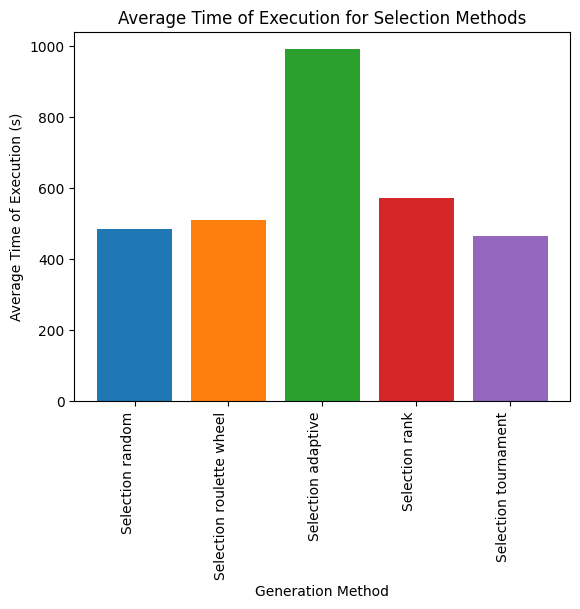 Average Time of Execution for Selection Methods
Average Time of Execution (s)
1000
800
600
400
200
0
Selection random
Selection roulette wheel
Selection adaptive
Selection rank
Selection tournament
Generation Method